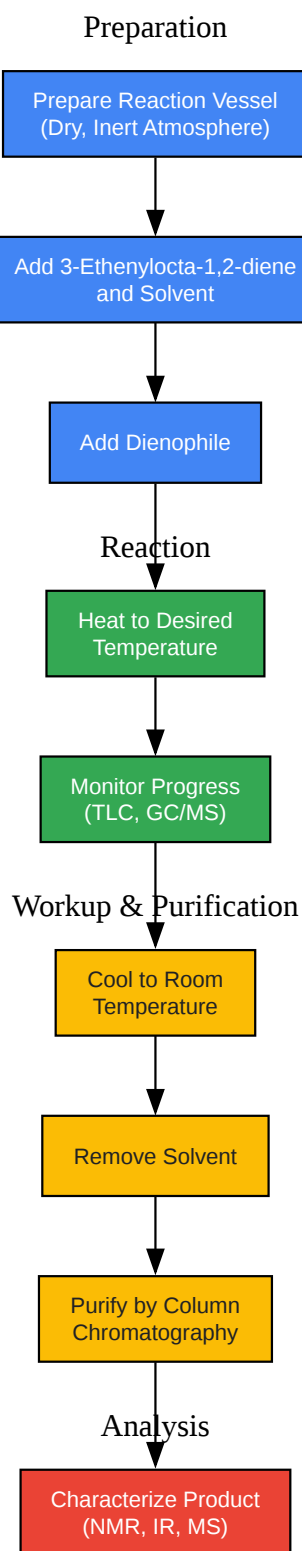 Preparation
Prepare Reaction Vessel
(Dry, Inert Atmosphere)
Add 3-Ethenylocta-1,2-diene
and Solvent
Add Dienophile
Reaction
Heat to Desired
Temperature
Monitor Progress
(TLC, GC/MS)
Workup & Purification
Cool to Room
Temperature
Remove Solvent
Purify by Column
Chromatography
Analysis
Characterize Product
(NMR, IR, MS)